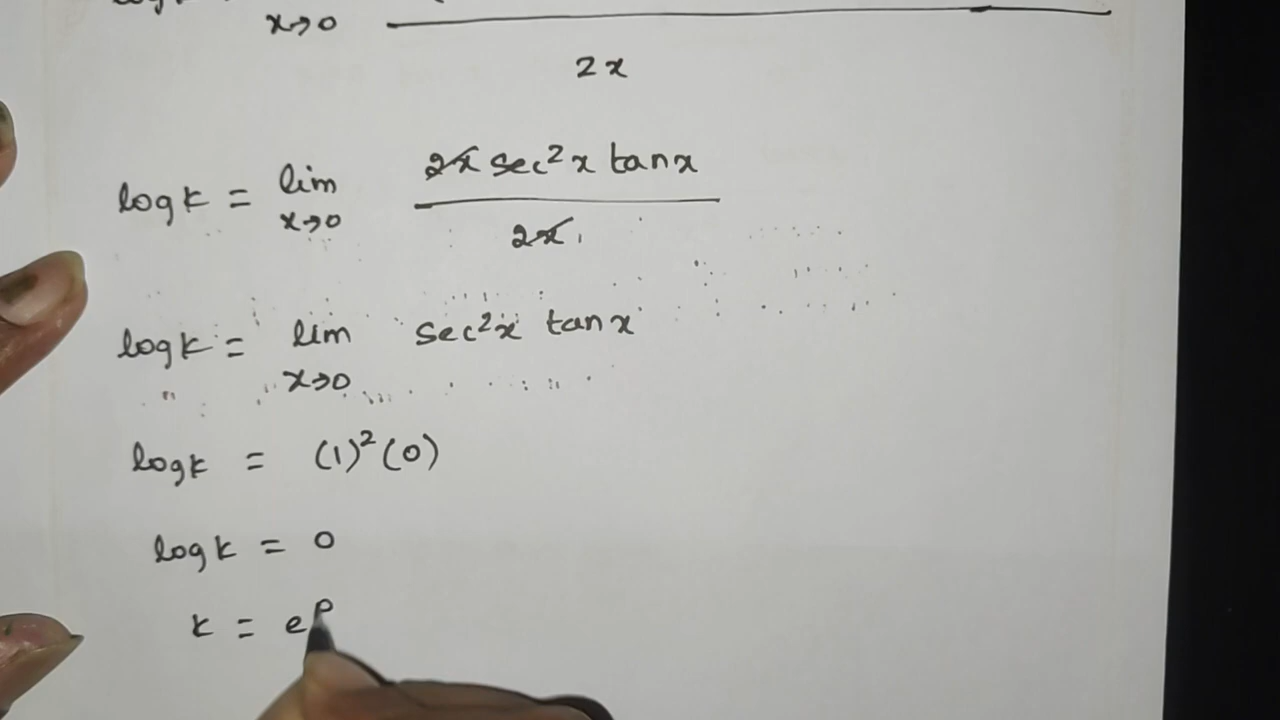 x→0
2x
log k = lim x→0 2x sec²x tan x / 2x
log k = lim x→0 sec²x tan x
log k = (1)²(0)
log k = 0
k = e⁰